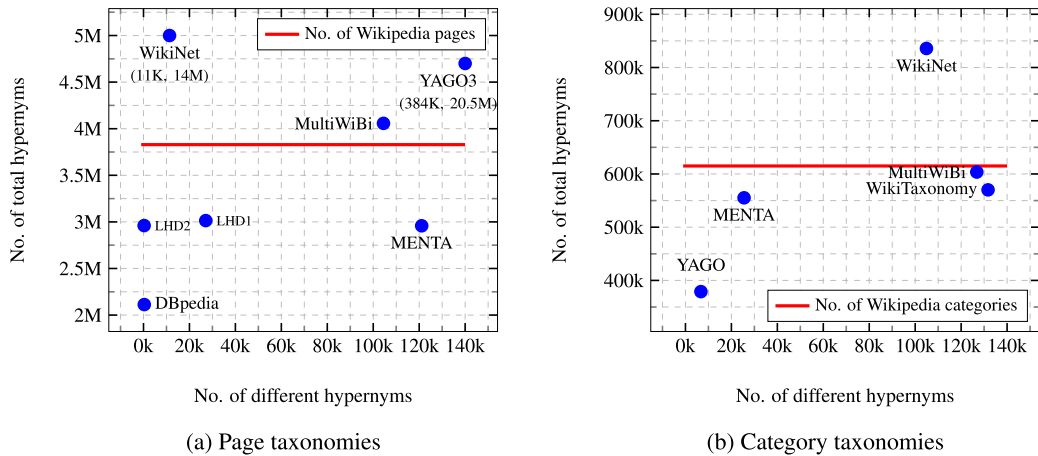 No. of total hypernyms
5M
4.5M
4M
3.5M
3M
2.5M
2M
No. of Wikipedia pages
WikiNet
(11K, 14M)
YAGO3
(384K, 20.5M)
MultiWiBi
LHD2
LHD1
MENTA
DBpedia
0k 20k 40k 60k 80k 100k 120k 140k
No. of different hypernyms
(a) Page taxonomies
No. of total hypernyms
900k
800k
700k
600k
500k
400k
WikiNet
MultiWiBi
WikiTaxonomy
MENTA
YAGO
No. of Wikipedia categories
0k 20k 40k 60k 80k 100k 120k 140k
No. of different hypernyms
(b) Category taxonomies